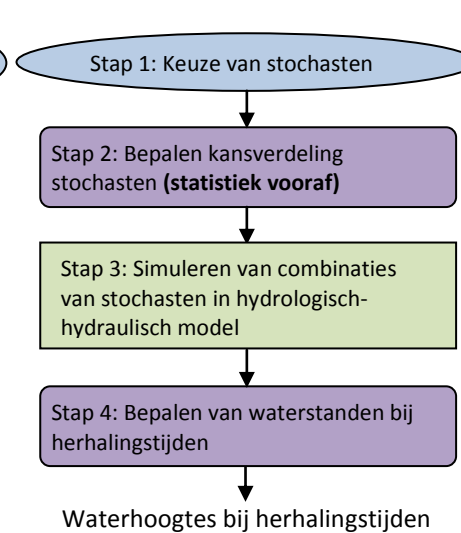 Stap 1: Keuze van stochasten
Stap 2: Bepalen kansverdeling
stochasten (statistiek vooraf)
Stap 3: Simuleren van combinaties
van stochasten in hydrologisch-
hydraulisch model
Stap 4: Bepalen van waterstanden bij
herhalingstijden
Waterhoogtes bij herhalingstijden